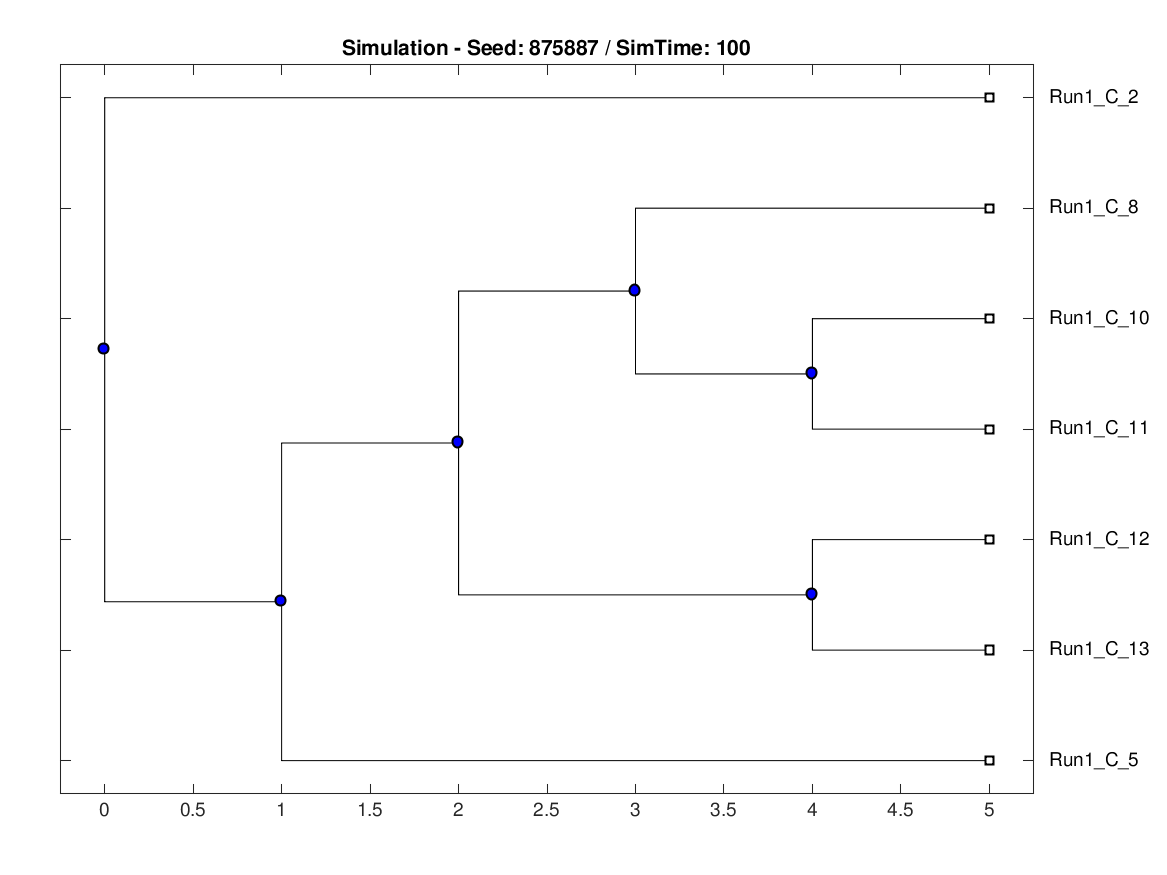 Simulation - Seed: 875887 / SimTime: 100
Run1_C_2
Run1_C_8
Run1_C_10
Run1_C_11
Run1_C_12
Run1_C_13
Run1_C_5
0 0.5 1 1.5 2 2.5 3 3.5 4 4.5 5